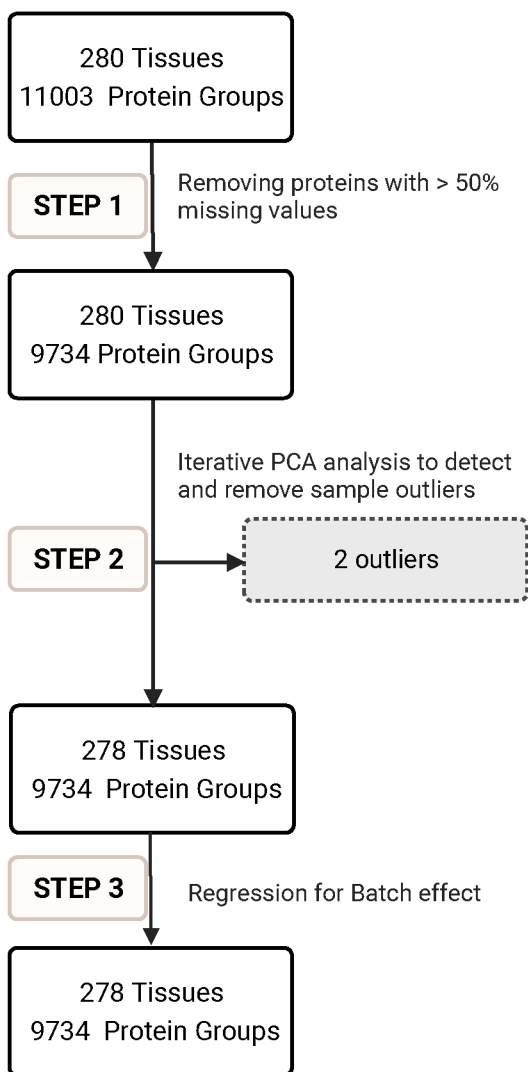 280 Tissues
11003 Protein Groups
STEP 1
Removing proteins with > 50%
missing values
280 Tissues
9734 Protein Groups
Iterative PCA analysis to detect
and remove sample outliers
STEP 2
2 outliers
278 Tissues
9734 Protein Groups
STEP 3
Regression for Batch effect
278 Tissues
9734 Protein Groups